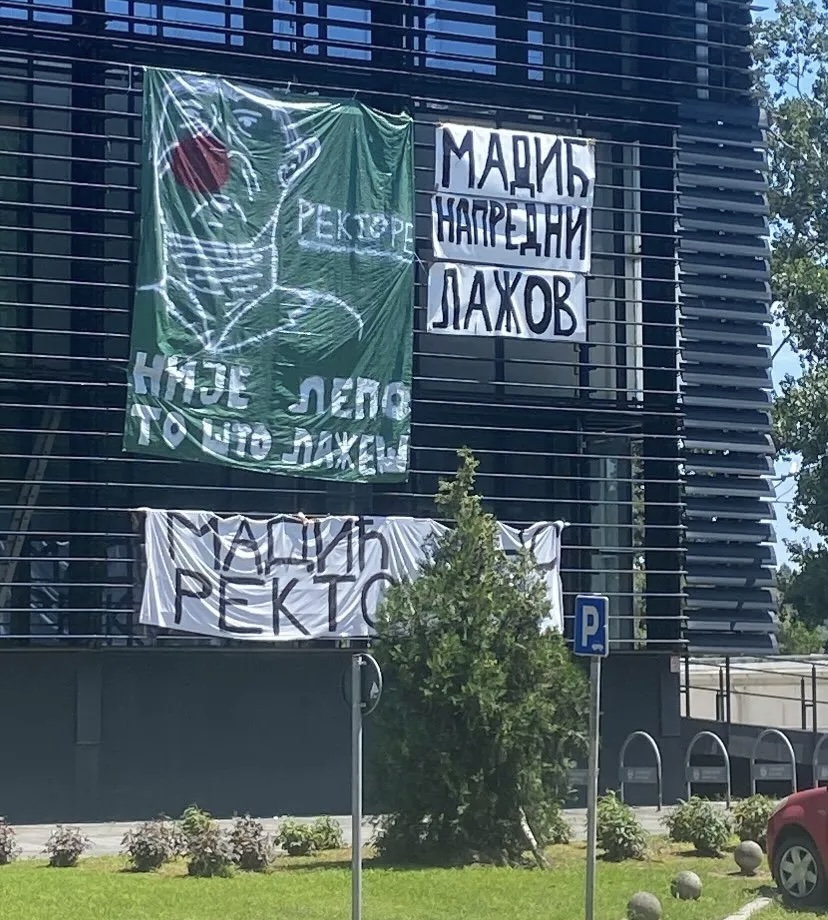 РЕКТОРЕ
НИЈЕ ЛЕПО
ТО ШТО ЛАЖЕШ
МАДИЋ
НАПРЕДНИ
ЛАЖОВ
МАДИЋ
P